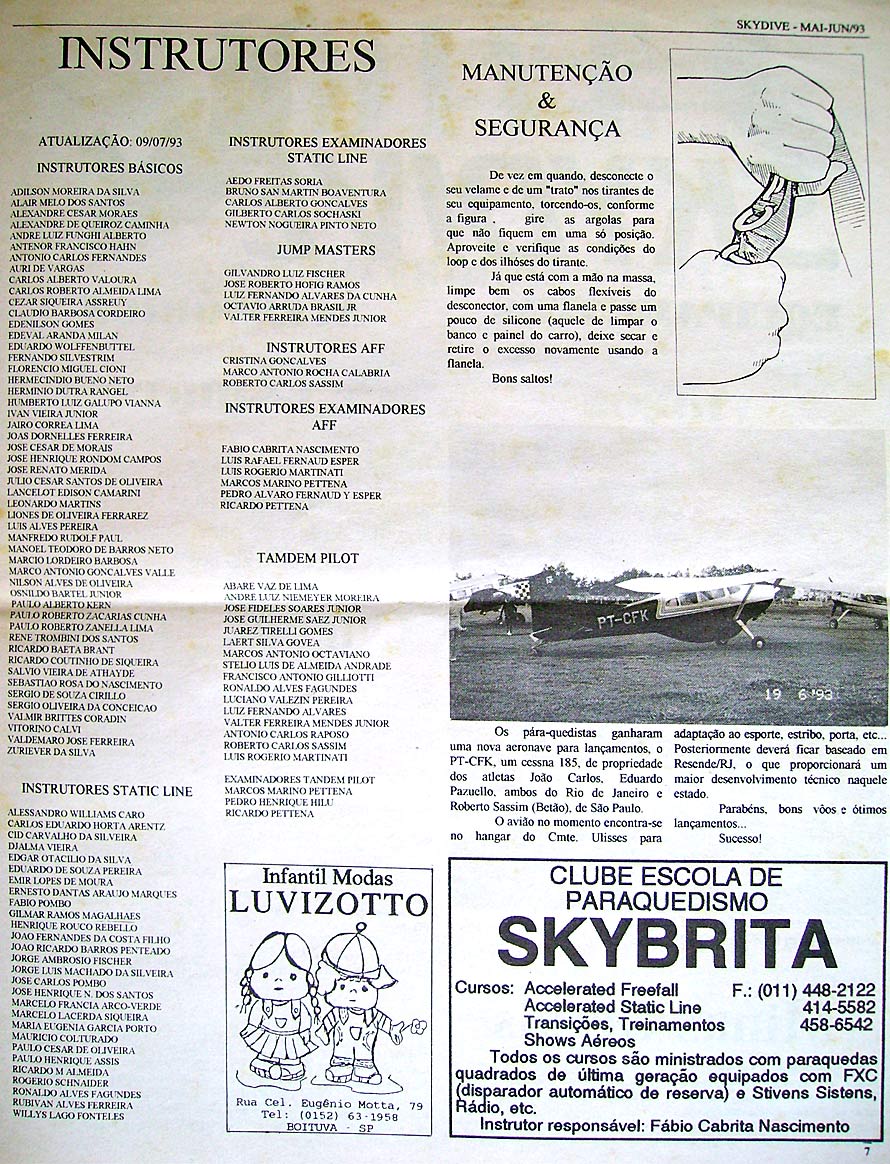 SKYDIVE - MAI-JUN/93
INSTRUTORES
ATUALIZAÇÃO: 09/07/93
INSTRUTORES BÁSICOS
ADILSON MOREIRA DA SILVA
ALAIR MELO DOS SANTOS
ALEXANDRE CESAR MORAES
ALEXANDRE DE QUEIROZ CAMINHA
ANDRE LUIZ FUNGHI ALBERTO
ANTENOR FRANCISCO HAHN
ANTONIO CARLOS FERNANDES
AURI DE VARGAS
CARLOS ALBERTO VALOURA
CARLOS ROBERTO ALMEIDA LIMA
CEZAR SIQUEIRA ASSREUY
CLAUDIO BARBOSA CORDEIRO
EDENILSON GOMES
EDEVAL ARANDA MILAN
EDUARDO WOLFFENBUTTEL
FERNANDO SILVESTRIM
FLORENCIO MIGUEL CIONI
HERMECINDIO BUENO NETO
HERMINIO DUTRA RANGEL
HUMBERTO LUIZ GALUPO VIANNA
IVAN VIEIRA JUNIOR
JAIRO CORREA LIMA
JOAS DORNELLES FERREIRA
JOSE CESAR DE MORAIS
JOSE HENRIQUE RONDOM CAMPOS
JOSE RENATO MERIDA
JULIO CESAR SANTOS DE OLIVEIRA
LANCELOT EDISON CAMARINI
LEONARDO MARTINS
LIONES DE OLIVEIRA FERRAREZ
LUIS ALVES PEREIRA
MANFREDO RUDOLF PAUL
MANOEL TEODORO DE BARROS NETO
MARCIO LORDEIRO BARBOSA
MARCO ANTONIO GONCALVES VALLE
NILSON ALVES DE OLIVEIRA
OSNILDO BARTEL JUNIOR
PAULO ALBERTO KERN
PAULO ROBERTO ZACARIAS CUNHA
PAULO ROBERTO ZANELLA LIMA
RENE TROMBINI DOS SANTOS
RICARDO BAETA BRANT
RICARDO COUTINHO DE SIQUEIRA
SALVIO VIEIRA DE ATHAYDE
SEBASTIAO ROSA DO NASCIMENTO
SERGIO DE SOUZA CIRILLO
SERGIO OLIVEIRA DA CONCEICAO
VALMIR BRITTES CORADIN
VITORINO CALVI
VALDEMARO JOSE FERREIRA
ZURIEVER DA SILVA
INSTRUTORES STATIC LINE
ALESSANDRO WILLIAMS CARO
CARLOS EDUARDO HORTA ARENTZ
CID CARVALHO DA SILVEIRA
DJALMA VIEIRA
EDGAR OTACILIO DA SILVA
EDUARDO DE SOUZA PEREIRA
EMIR LOPES DE MOURA
ERNESTO DANTAS ARAUJO MARQUES
FABIO POMBO
GILMAR RAMOS MAGALHAES
HENRIQUE ROUCO REBELLO
JOAO FERNANDES DA COSTA FILHO
JOAO RICARDO BARROS PENTEADO
JORGE AMBROSIO FISCHER
JORGE LUIS MACHADO DA SILVEIRA
JOSE CARLOS POMBO
JOSE HENRIQUE N. DOS SANTOS
MARCELO FRANCIA ARCO-VERDE
MARCELO LACERDA SIQUEIRA
MARIA EUGENIA GARCIA PORTO
MAURICIO COLTURADO
PAULO CESAR DE OLIVEIRA
PAULO HENRIQUE ASSIS
RICARDO M ALMEIDA
ROGERIO SCHNAIDER
RONALDO ALVES FAGUNDES
RUBIVAN ALVES FERREIRA
WILLYS LAGO FONTELES
INSTRUTORES EXAMINADORES
STATIC LINE
AEDO FREITAS SORIA
BRUNO SAN MARTIN BOAVENTURA
CARLOS ALBERTO GONCALVES
GILBERTO CARLOS SOCHASKI
NEWTON NOGUEIRA PINTO NETO
JUMP MASTERS
GILVANDRO LUIZ FISCHER
JOSE ROBERTO HOFIG RAMOS
LUIZ FERNANDO ALVARES DA CUNHA
OCTAVIO ARRUDA BRASIL JR
VALTER FERREIRA MENDES JUNIOR
INSTRUTORES AFF
CRISTINA GONCALVES
MARCO ANTONIO ROCHA CALABRIA
ROBERTO CARLOS SASSIM
INSTRUTORES EXAMINADORES
AFF
FABIO CABRITA NASCIMENTO
LUIS RAFAEL FERNAUD ESPER
LUIS ROGERIO MARTINATI
MARCOS MARINO PETTENA
PEDRO ALVARO FERNAUD Y ESPER
RICARDO PETTENA
TAMDEM PILOT
ABARE VAZ DE LIMA
ANDRE LUIZ NIEMEYER MOREIRA
JOSE FIDELES SOARES JUNIOR
JOSE GUILHERME SAEZ JUNIOR
JUAREZ TIRELLI GOMES
LAERT SILVA GOVEA
MARCOS ANTONIO OCTAVIANO
STELIO LUIS DE ALMEIDA ANDRADE
FRANCISCO ANTONIO GILLIOTTI
RONALDO ALVES FAGUNDES
LUCIANO VALEZIN PEREIRA
LUIZ FERNANDO ALVARES
VALTER FERREIRA MENDES JUNIOR
ANTONIO CARLOS RAPOSO
ROBERTO CARLOS SASSIM
LUIS ROGERIO MARTINATI
EXAMINADORES TANDEM PILOT
MARCOS MARINO PETTENA
PEDRO HENRIQUE HILU
RICARDO PETTENA
Infantil Modas
LUVIZOTTO
Rua Cel. Eugênio Motta, 79
Tel: (0152) 63-1958
BOITUVA - SP
MANUTENÇÃO
&
SEGURANÇA
De vez em quando, desconecte o
seu velame e de um "trato" nos tirantes de
seu equipamento, torcendo-os, conforme
a figura . gire as argolas para
que não fiquem em uma só posição.
Aproveite e verifique as condições do
loop e dos ilhóses do tirante.
Já que está com a mão na massa,
limpe bem os cabos flexíveis do
desconector, com uma flanela e passe um
pouco de silicone (aquele de limpar o
banco e painel do carro), deixe secar e
retire o excesso novamente usando a
flanela.
Bons saltos!
PT-CFK
19 6 '93
Os pára-quedistas ganharam
uma nova aeronave para lançamentos, o
PT-CFK, um cessna 185, de propriedade
dos atletas João Carlos, Eduardo
Pazuello, ambos do Rio de Janeiro e
Roberto Sassim (Betão), de São Paulo.
O avião no momento encontra-se
no hangar do Cmte. Ulisses para
adaptação ao esporte, estribo, porta, etc...
Posteriormente deverá ficar baseado em
Resende/RJ, o que proporcionará um
maior desenvolvimento técnico naquele
estado.
Parabéns, bons vôos e ótimos
lançamentos...
Sucesso!
CLUBE ESCOLA DE
PARAQUEDISMO
SKYBRITA
Cursos: Accelerated Freefall F.: (011) 448-2122
Accelerated Static Line 414-5582
Transições, Treinamentos 458-6542
Shows Aéreos
Todos os cursos são ministrados com paraquedas
quadrados de última geração equipados com FXC
(disparador automático de reserva) e Stivens Sistens,
Rádio, etc.
Instrutor responsável: Fábio Cabrita Nascimento
7